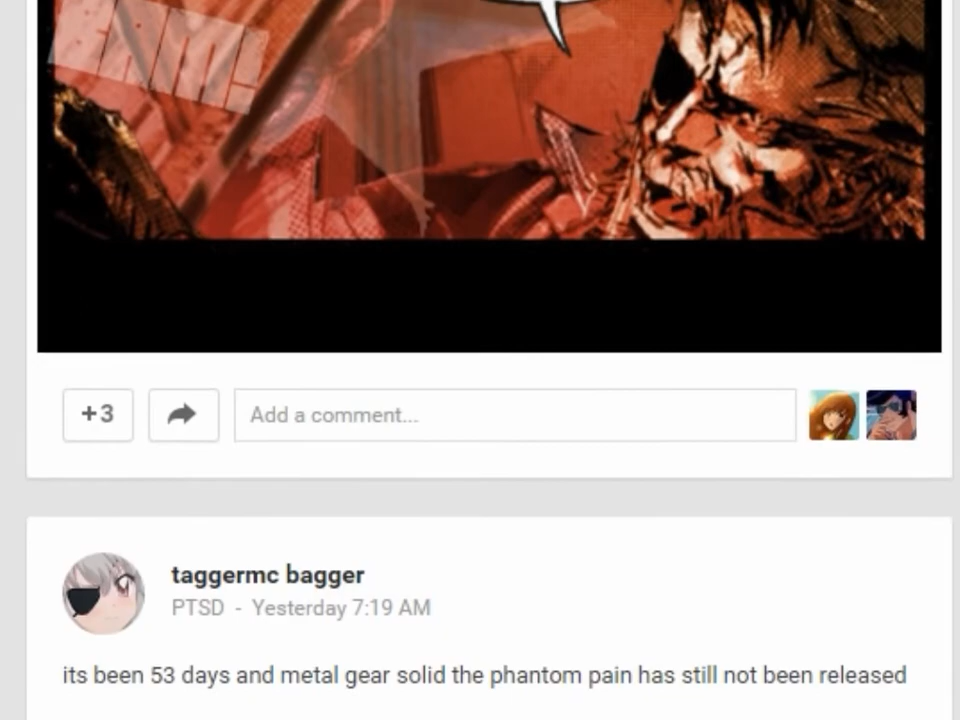 BAM!
+3
Add a comment...
taggermc bagger
PTSD - Yesterday 7:19 AM
its been 53 days and metal gear solid the phantom pain has still not been released